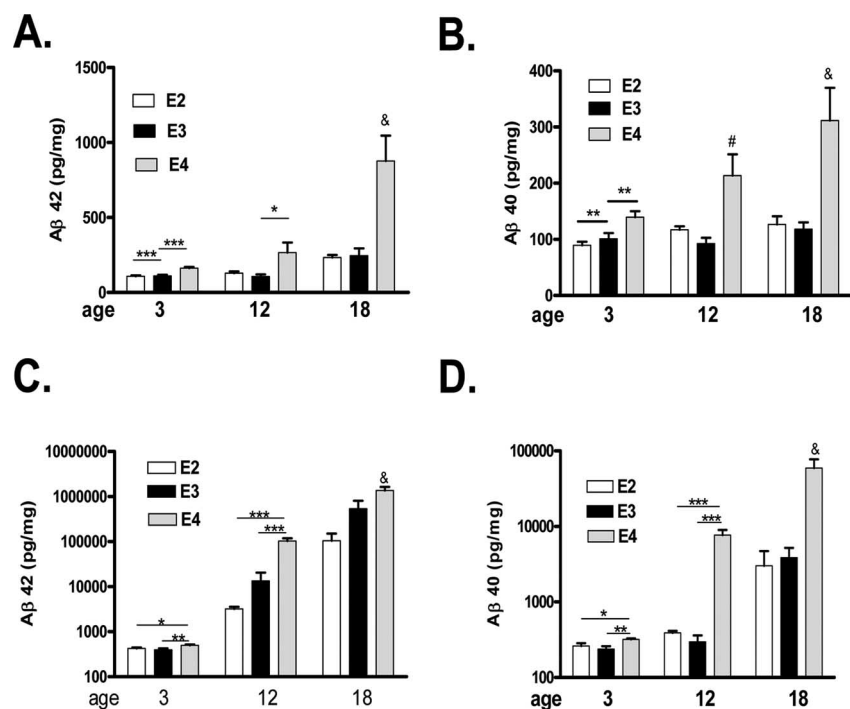 A.
1500
1000
500
0
Aβ 42 (pg/mg)
E2
E3
E4
***
***
*
&
age 3 12 18
B.
400
300
200
100
0
Aβ 40 (pg/mg)
E2
E3
E4
**
**
#
&
age 3 12 18
C.
10000000
1000000
100000
10000
1000
100
Aβ 42 (pg/mg)
E2
E3
E4
*
**
***
***
&
age 3 12 18
D.
100000
10000
1000
100
Aβ 40 (pg/mg)
E2
E3
E4
*
**
***
***
&
age 3 12 18